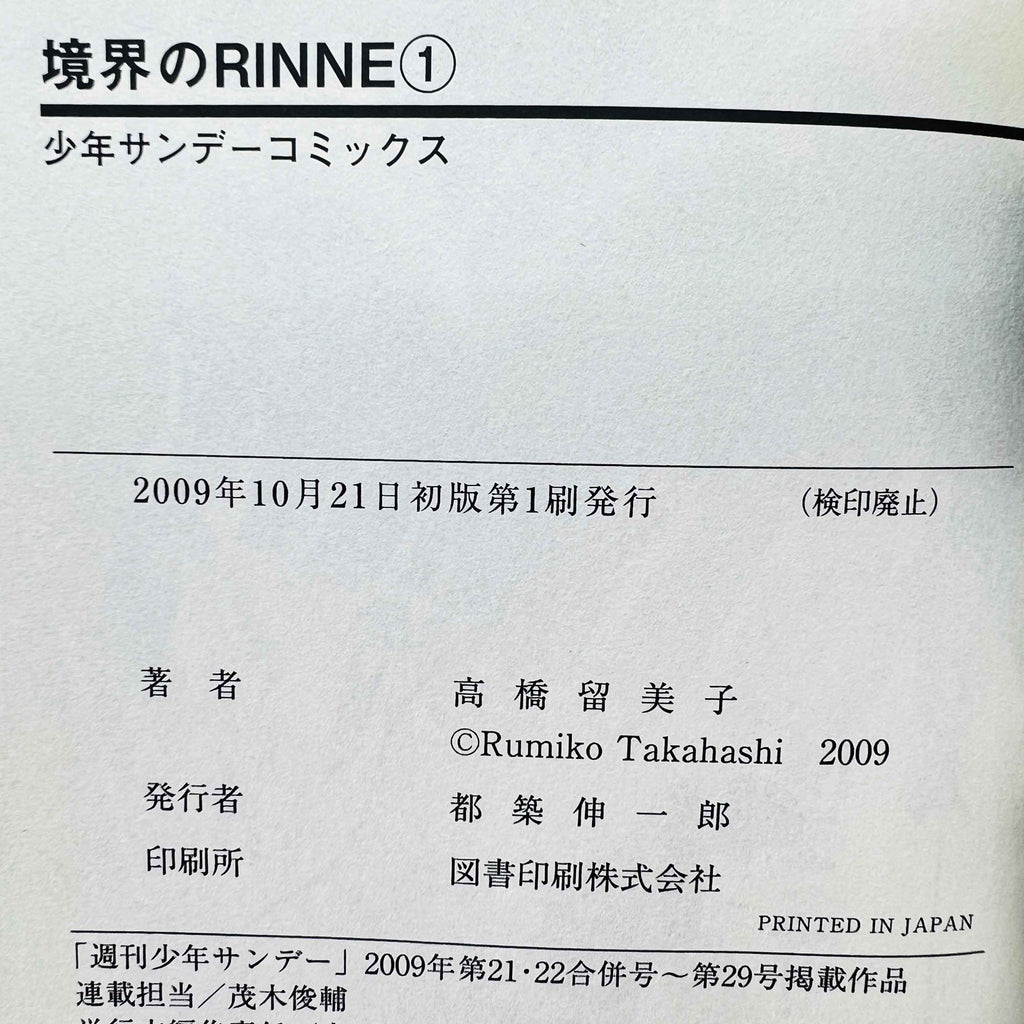 境界のRINNE①
少年サンデーコミックス
2009年10月21日初版第1刷発行 (検印廃止)
著者 高橋留美子
©Rumiko Takahashi 2009
発行者 都築伸一郎
印刷所 図書印刷株式会社
PRINTED IN JAPAN
「週刊少年サンデー」2009年第21・22合併号～第29号掲載作品
連載担当／茂木俊輔